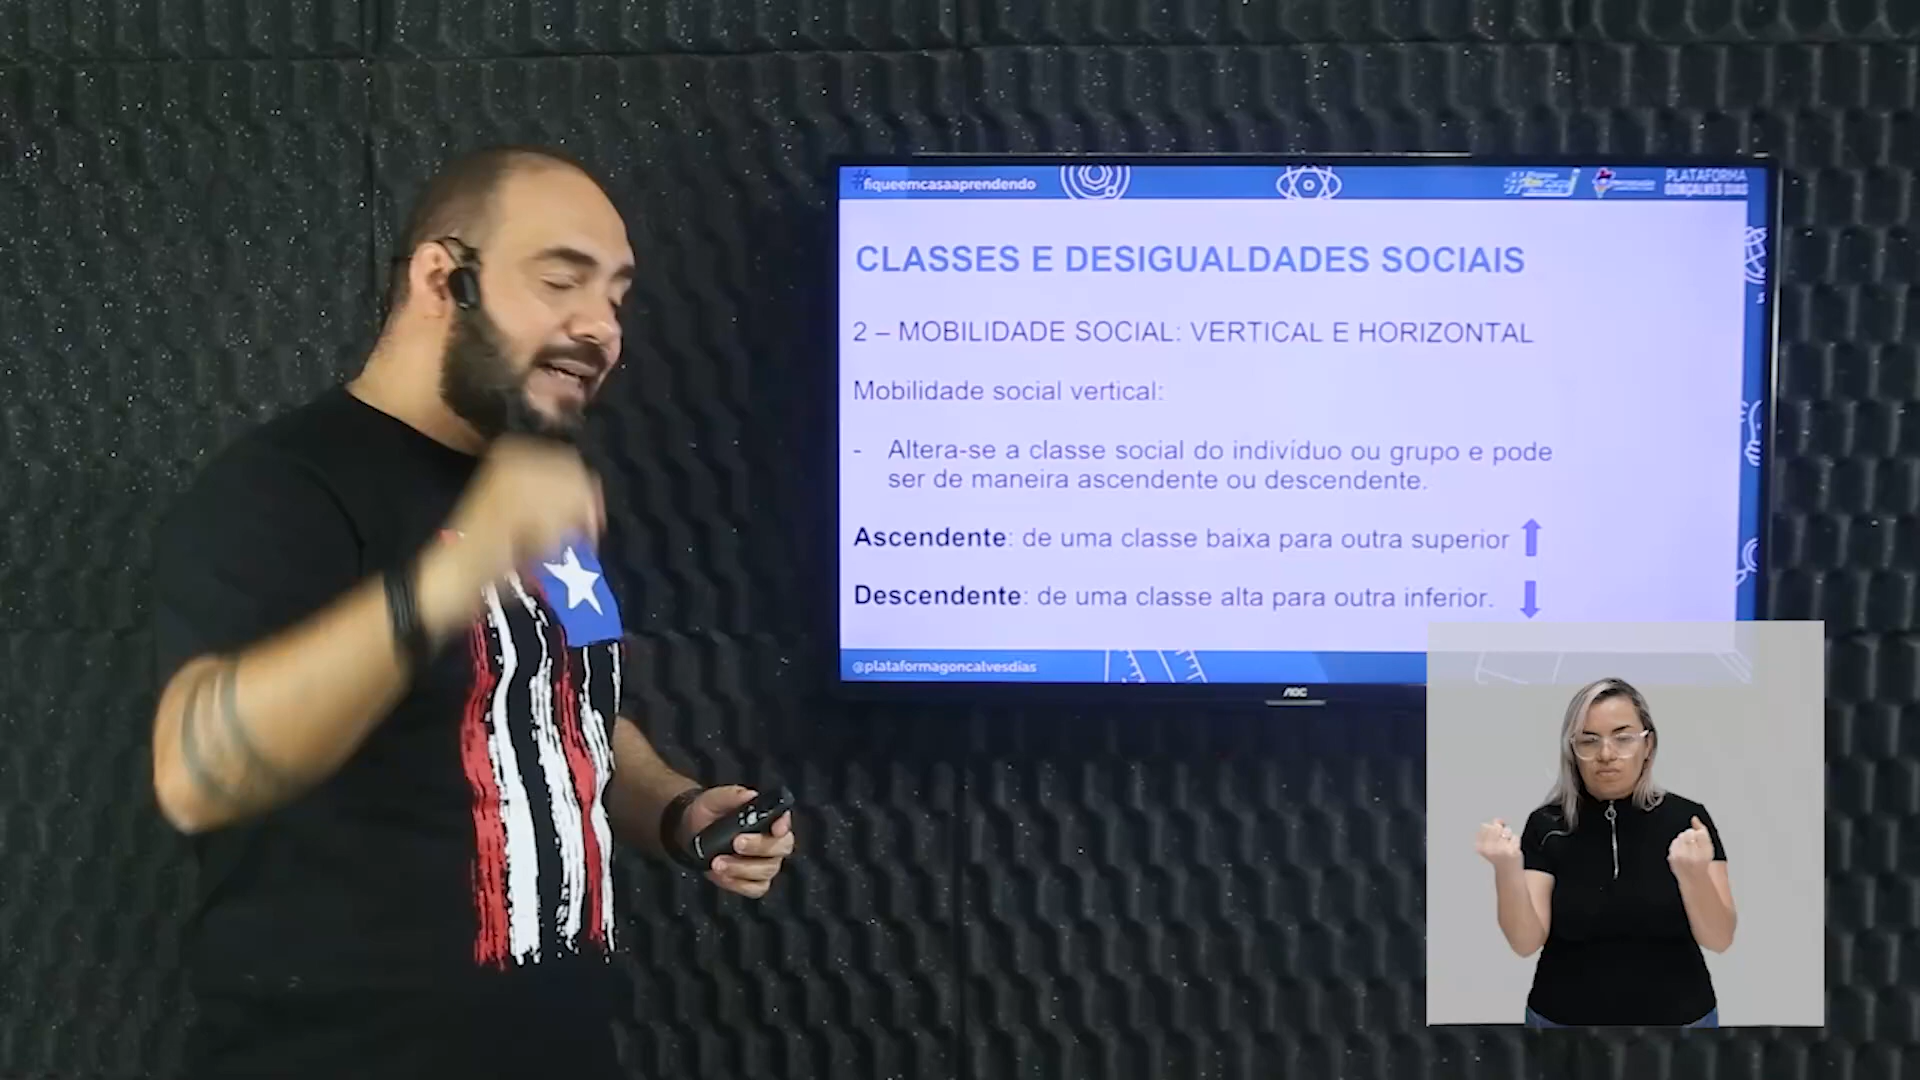 #fiqueemcasaaprendendo
PLATAFORMA
GONÇALVES DIAS
CLASSES E DESIGUALDADES SOCIAIS
2 – MOBILIDADE SOCIAL: VERTICAL E HORIZONTAL
Mobilidade social vertical:
- Altera-se a classe social do indivíduo ou grupo e pode
ser de maneira ascendente ou descendente.
Ascendente: de uma classe baixa para outra superior
Descendente: de uma classe alta para outra inferior.
@plataformagoncalvesdias
AOC